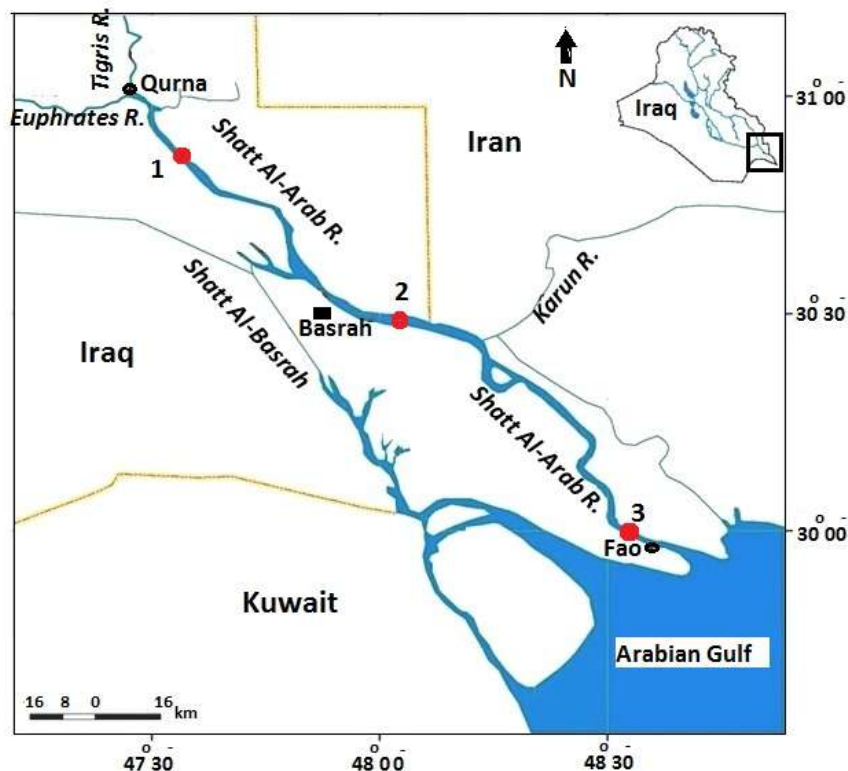 Tigris R.
Qurna
Euphrates R.
N
Iraq
31 00
o -
Shatt Al-Arab R.
Iran
1
Karun R.
2
Basrah
30 30
o -
Shatt Al-Basrah
Iraq
Shatt Al-Arab R.
3
Fao
30 00
o -
Kuwait
Arabian Gulf
16 8 0 16
km
o -
47 30
o -
48 00
o -
48 30